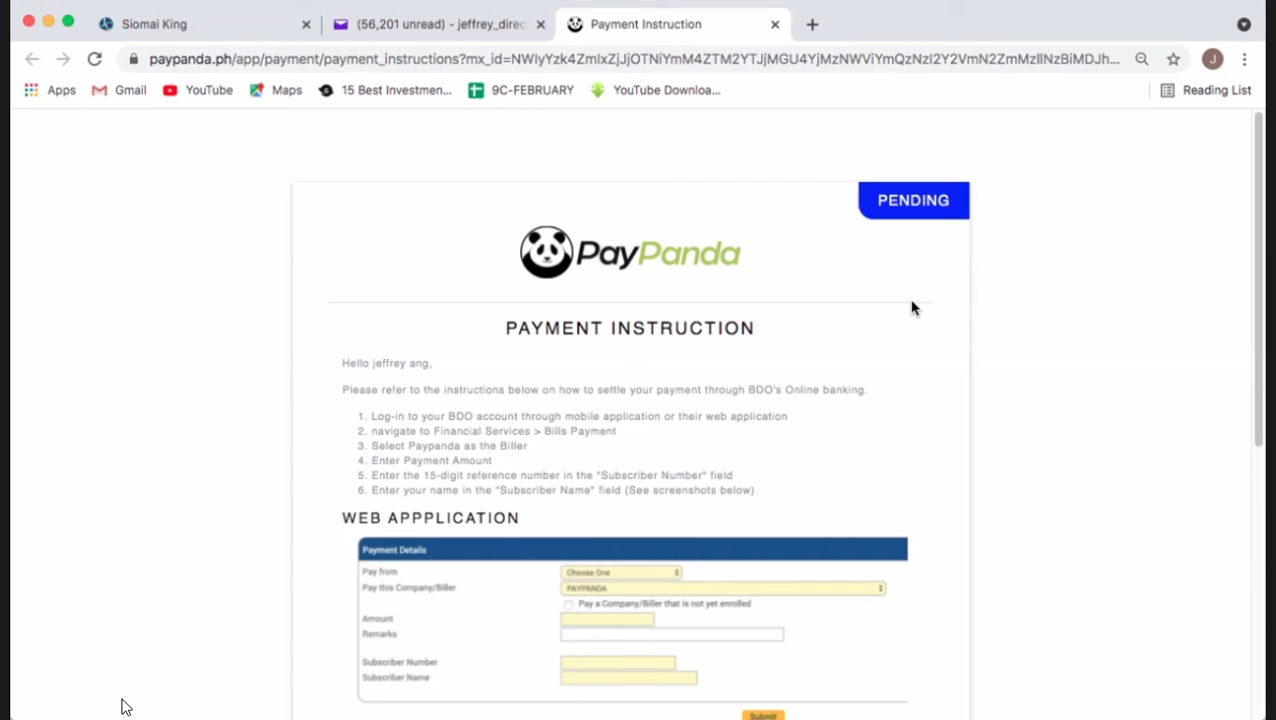 Siomai King
(56,201 unread) - jeffrey_direc
Payment Instruction
paypanda.ph/app/payment/payment_instructions?mx_id=
Apps
Gmail
YouTube
Maps
15 Best Investmen...
9C-FEBRUARY
YouTube Downloa...
Reading List
J
PENDING
PayPanda
PAYMENT INSTRUCTION
Hello jeffrey ang,
Please refer to the instructions below on how to settle your payment through BDO's Online banking.
1. Log-in to your BDO account through mobile application or their web application
2. navigate to Financial Services > Bills Payment
3. Select Paypanda as the Biller
4. Enter Payment Amount
5. Enter the 15-digit reference number in the "Subscriber Number" field
6. Enter your name in the "Subscriber Name" field (See screenshots below)
WEB APPPLICATION
Payment Details
Pay from
Choose One
Pay this Company/Biller
PAYPANDA
Pay a Company/Biller that is not yet enrolled
Amount
Remarks
Subscriber Number
Subscriber Name
Submit